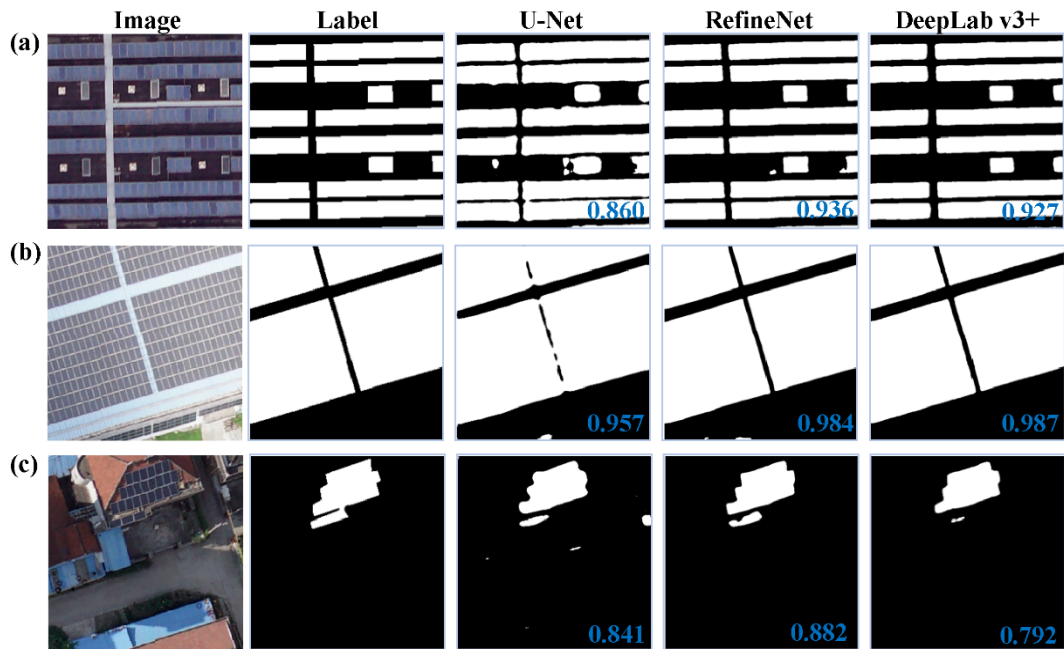 Image Label U-Net RefineNet DeepLab v3+
(a)
0.860 0.936 0.927
(b)
0.957 0.984 0.987
(c)
0.841 0.882 0.792